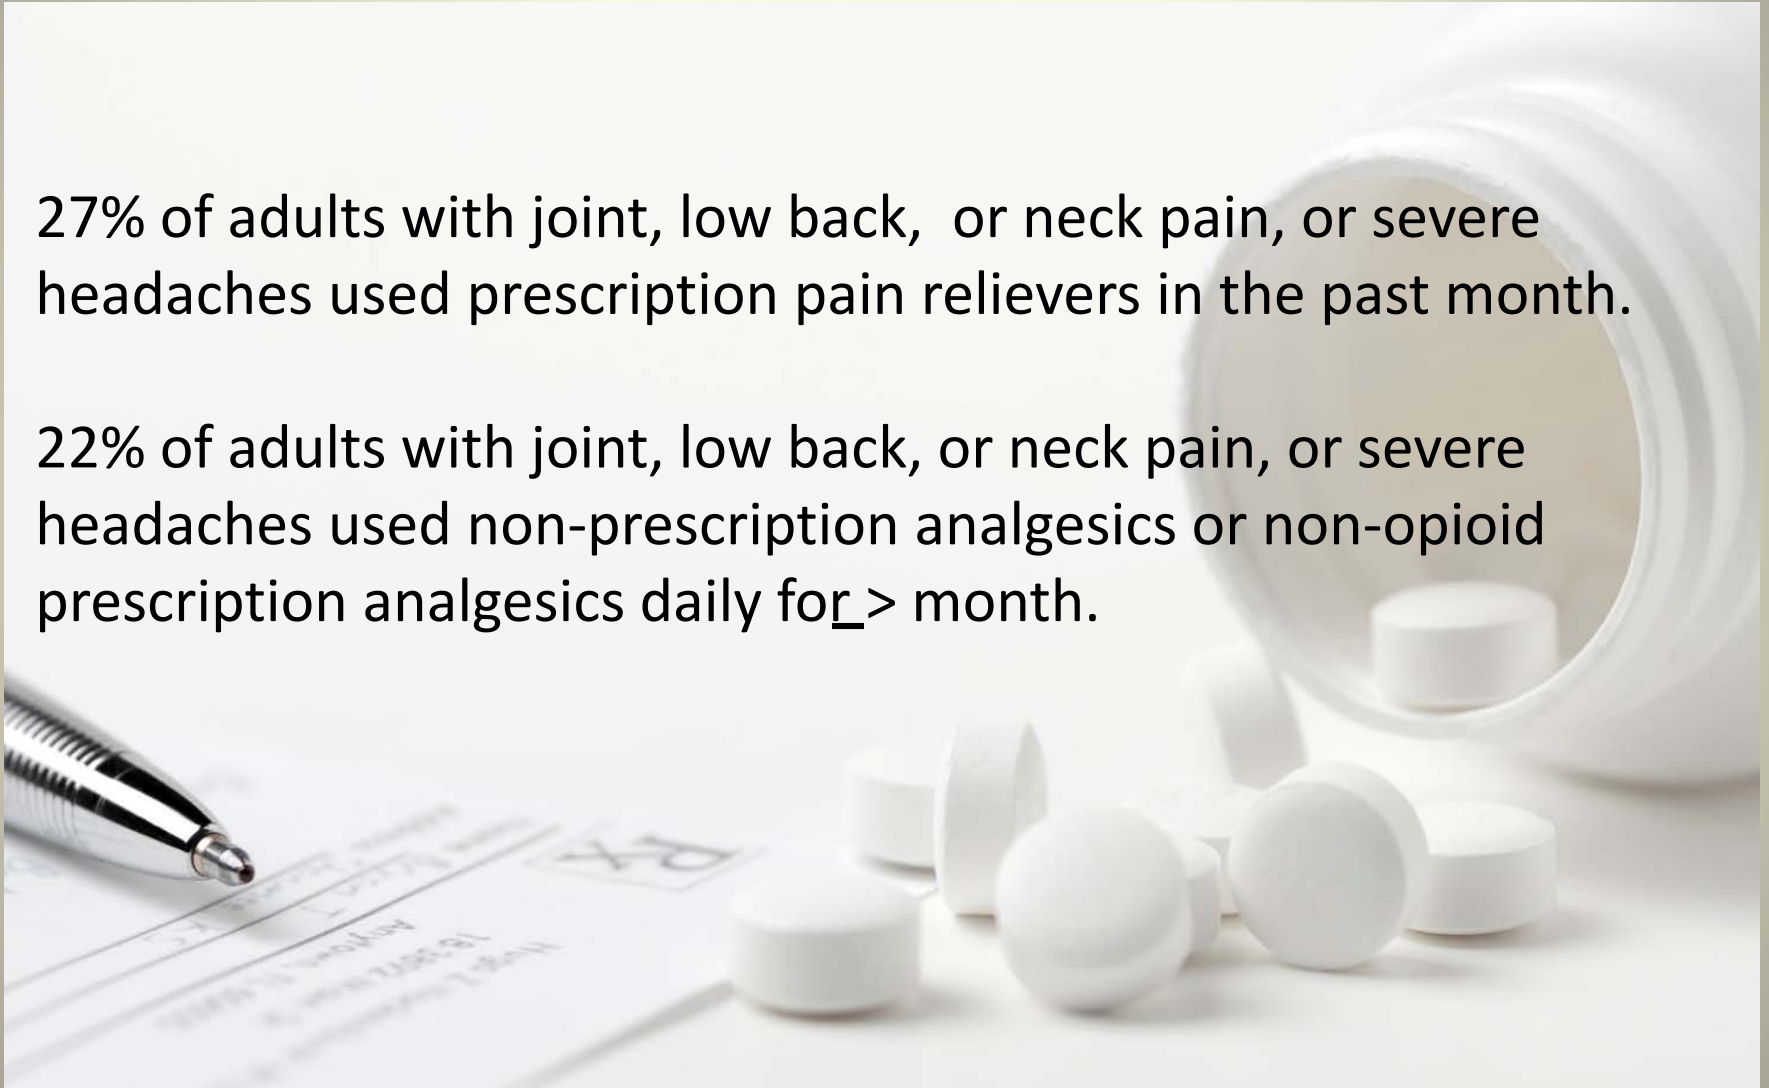 27% of adults with joint, low back,  or neck pain, or severe
headaches used prescription pain relievers in the past month.
22% of adults with joint, low back, or neck pain, or severe
headaches used non-prescription analgesics or non-opioid
prescription analgesics daily for > month.
Rx